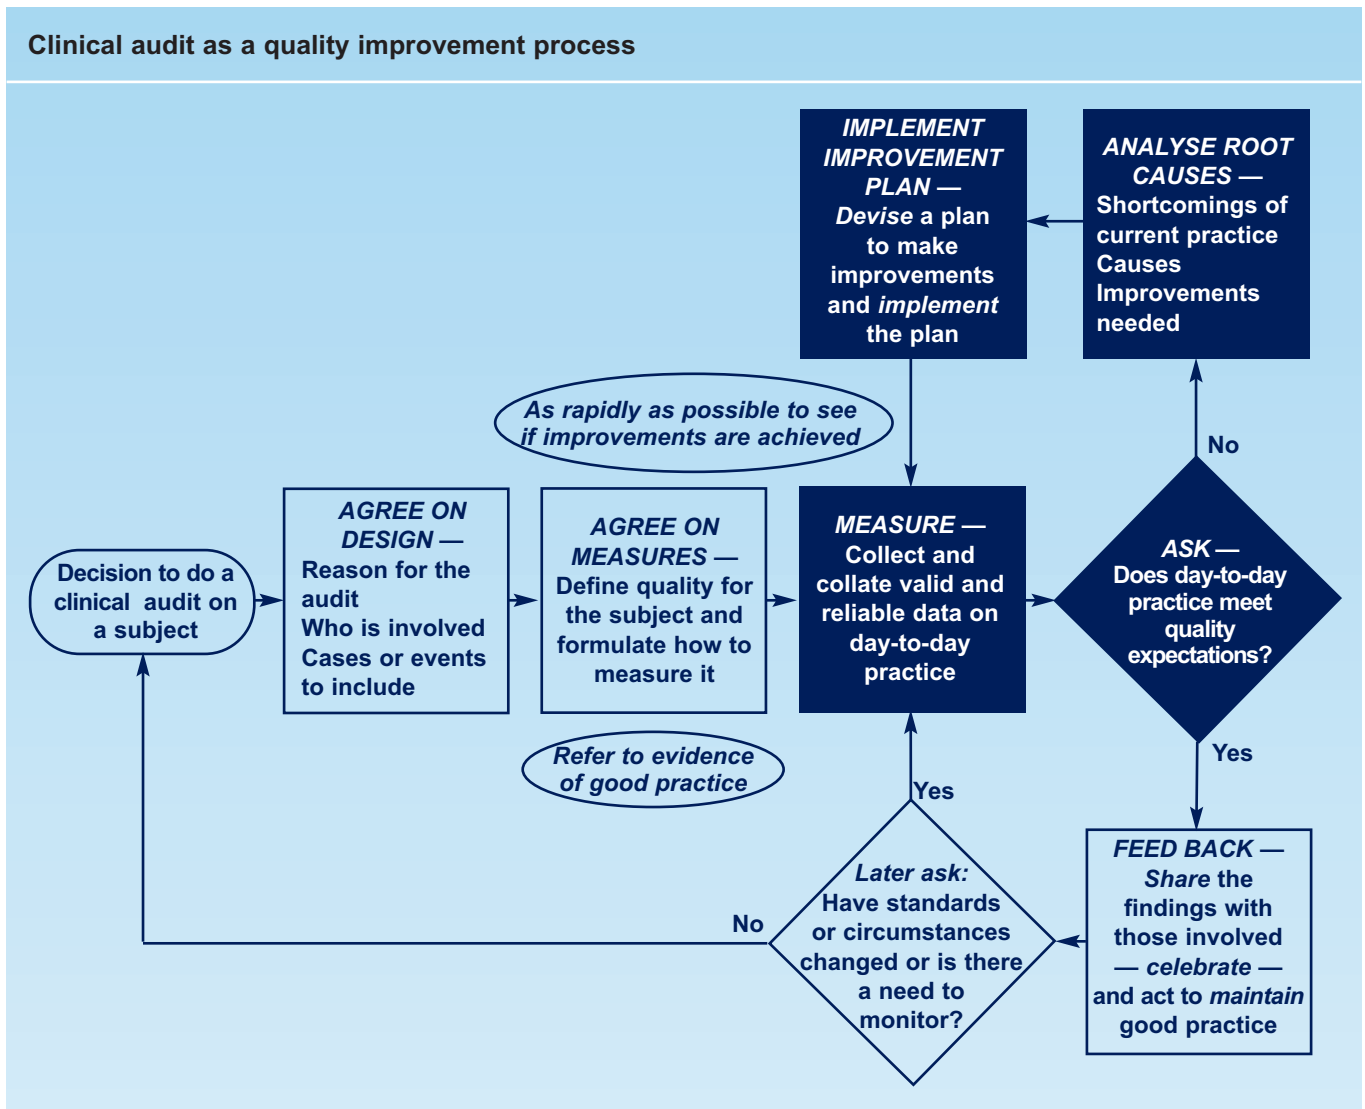 Clinical audit as a quality improvement process
IMPLEMENT
IMPROVEMENT
PLAN —
Devise a plan
to make
improvements
and implement
the plan
ANALYSE ROOT
CAUSES —
Shortcomings of
current practice
Causes
Improvements
needed
As rapidly as possible to see
if improvements are achieved
No
Decision to do a
clinical audit on
a subject
AGREE ON
DESIGN —
Reason for the
audit
Who is involved
Cases or events
to include
AGREE ON
MEASURES —
Define quality for
the subject and
formulate how to
measure it
MEASURE —
Collect and
collate valid and
reliable data on
day-to-day
practice
ASK —
Does day-to-day
practice meet
quality
expectations?
Refer to evidence
of good practice
Yes
Yes
No
Later ask:
Have standards
or circumstances
changed or is there
a need to
monitor?
FEED BACK —
Share the
findings with
those involved
— celebrate —
and act to maintain
good practice